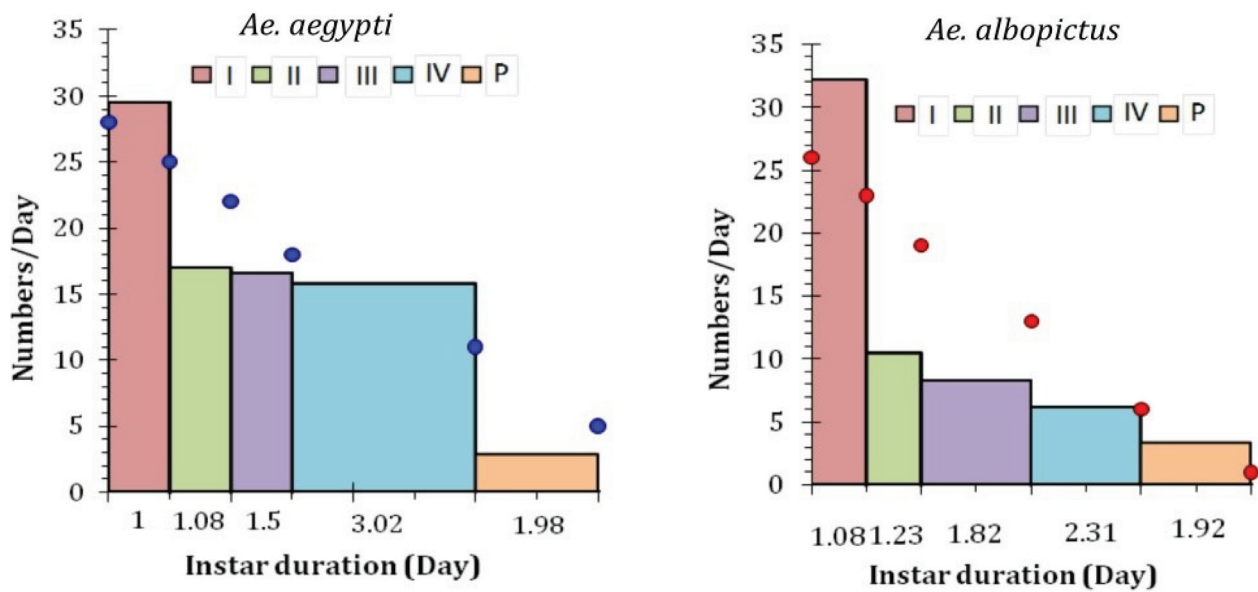 Ae. aegypti
I II III IV P
35
30
25
20
15
10
5
0
Numbers/Day
1 1.08 1.5 3.02 1.98
Instar duration (Day)
Ae. albopictus
I II III IV P
35
30
25
20
15
10
5
0
Numbers/Day
1.08 1.23 1.82 2.31 1.92
Instar duration (Day)